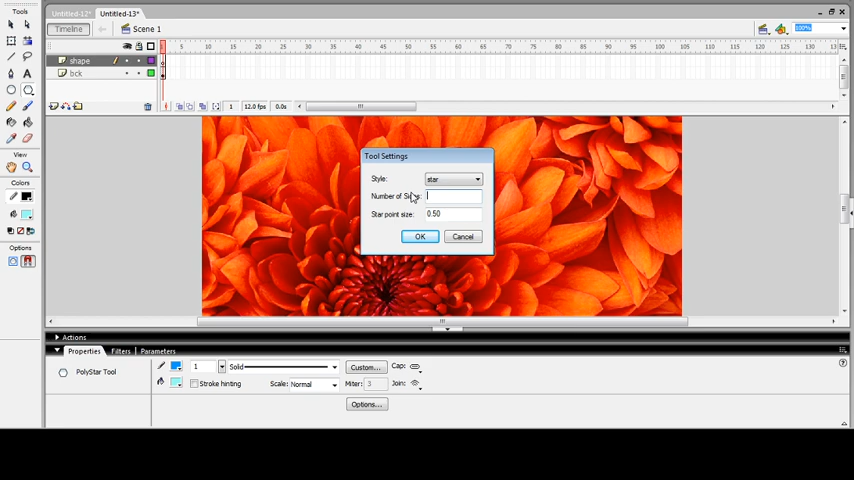 Tools
Untitled-12*
Untitled-13*
Timeline
Scene 1
100%
1 5 10 15 20 25 30 35 40 45 50 55 60 65 70 75 80 85 90 95 100 105 110 115 120 125 130 13
shape
bck
1 12.0 fps 0.0s
View
Colors
Options
Tool Settings
Style: star
Number of Sides:
Star point size: 0.50
OK Cancel
Actions
Properties Filters Parameters
PolyStar Tool
1 Solid Custom... Cap:
Stroke hinting Scale: Normal Miter: 3 Join:
Options...